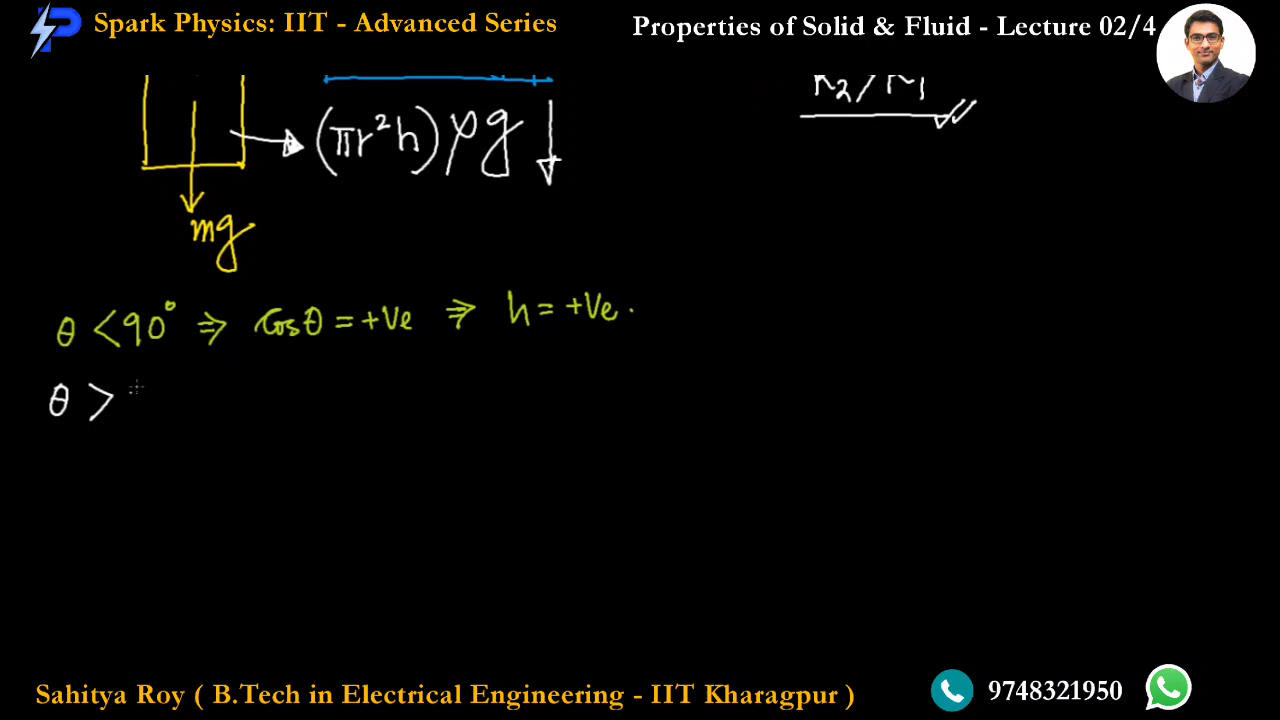 Spark Physics: IIT - Advanced Series
Properties of Solid & Fluid - Lecture 02/4
(πr²h) ρg
mg
θ < 90° ⇒ Cosθ = +Ve ⇒ h = +Ve.
θ >
Sahitya Roy ( B.Tech in Electrical Engineering - IIT Kharagpur )
9748321950